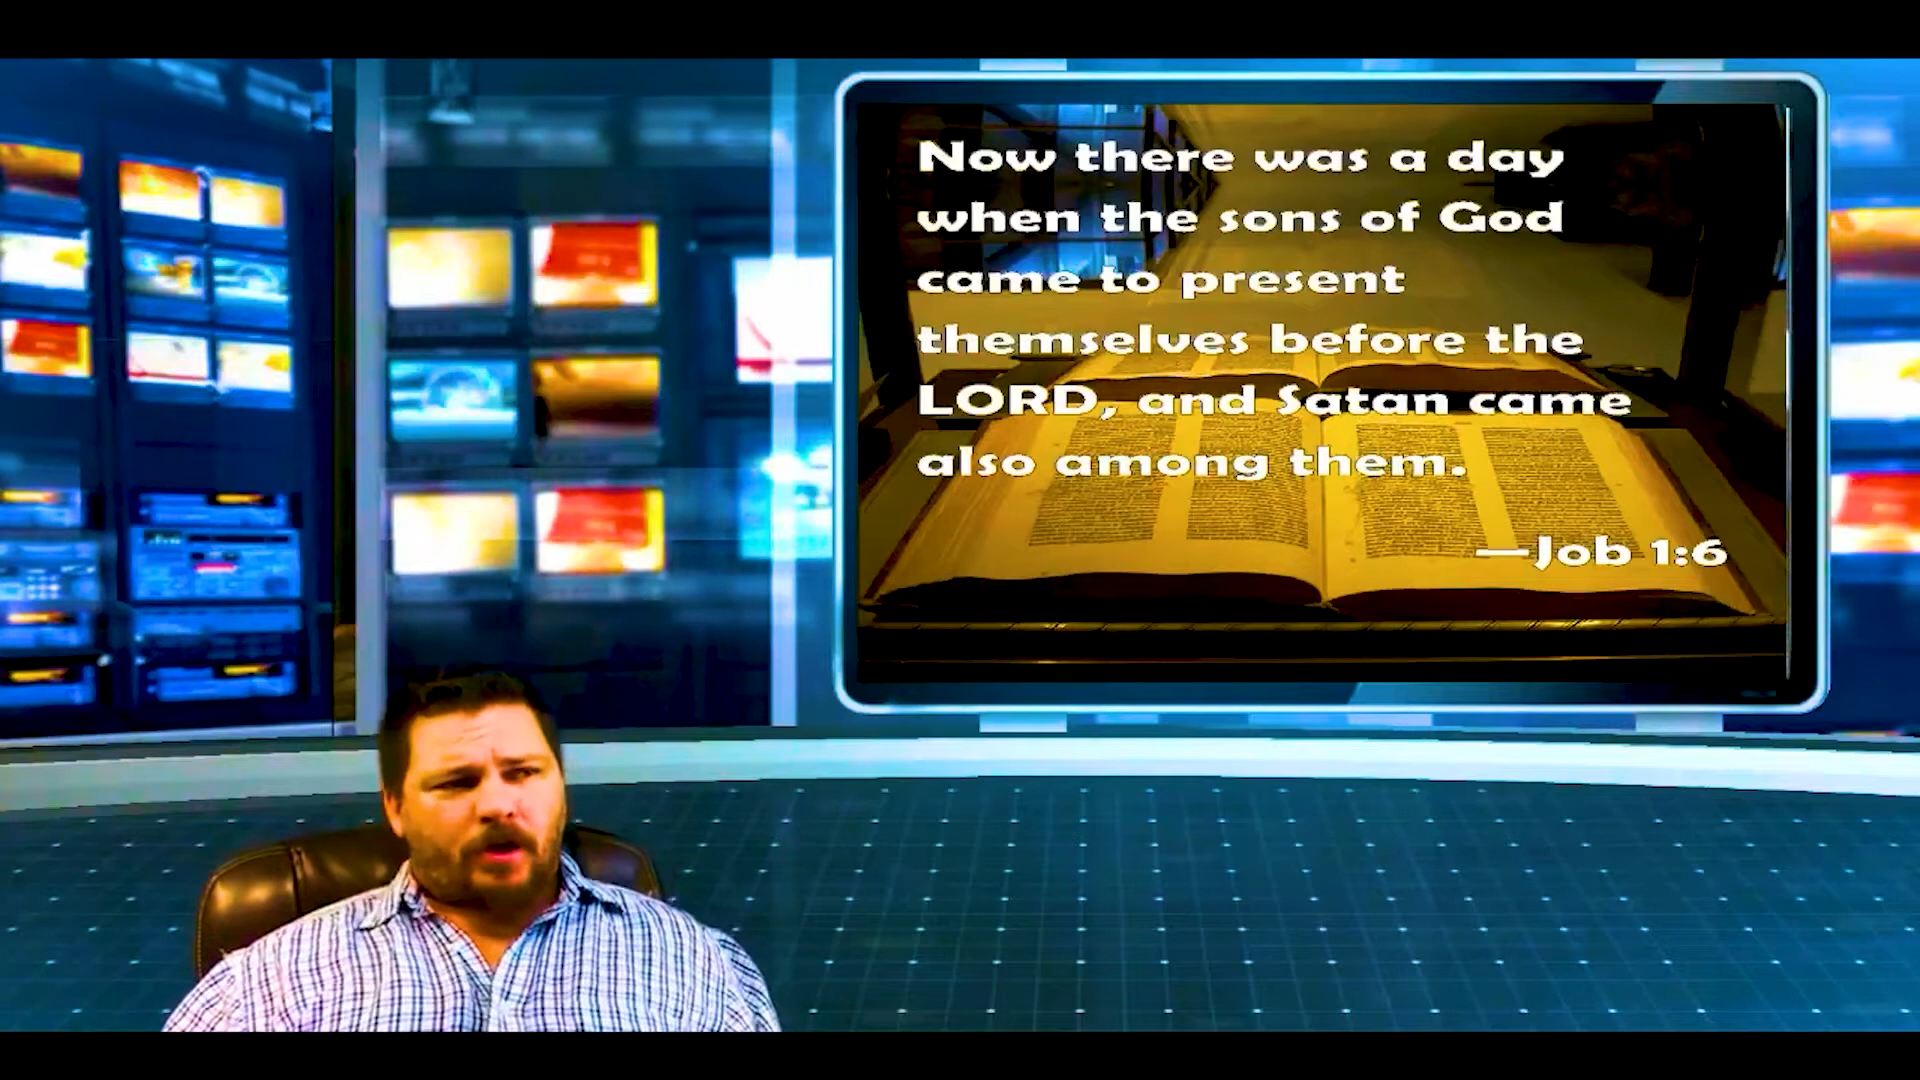 Now there was a day
when the sons of God
came to present
themselves before the
LORD, and Satan came
also among them.
—Job 1:6